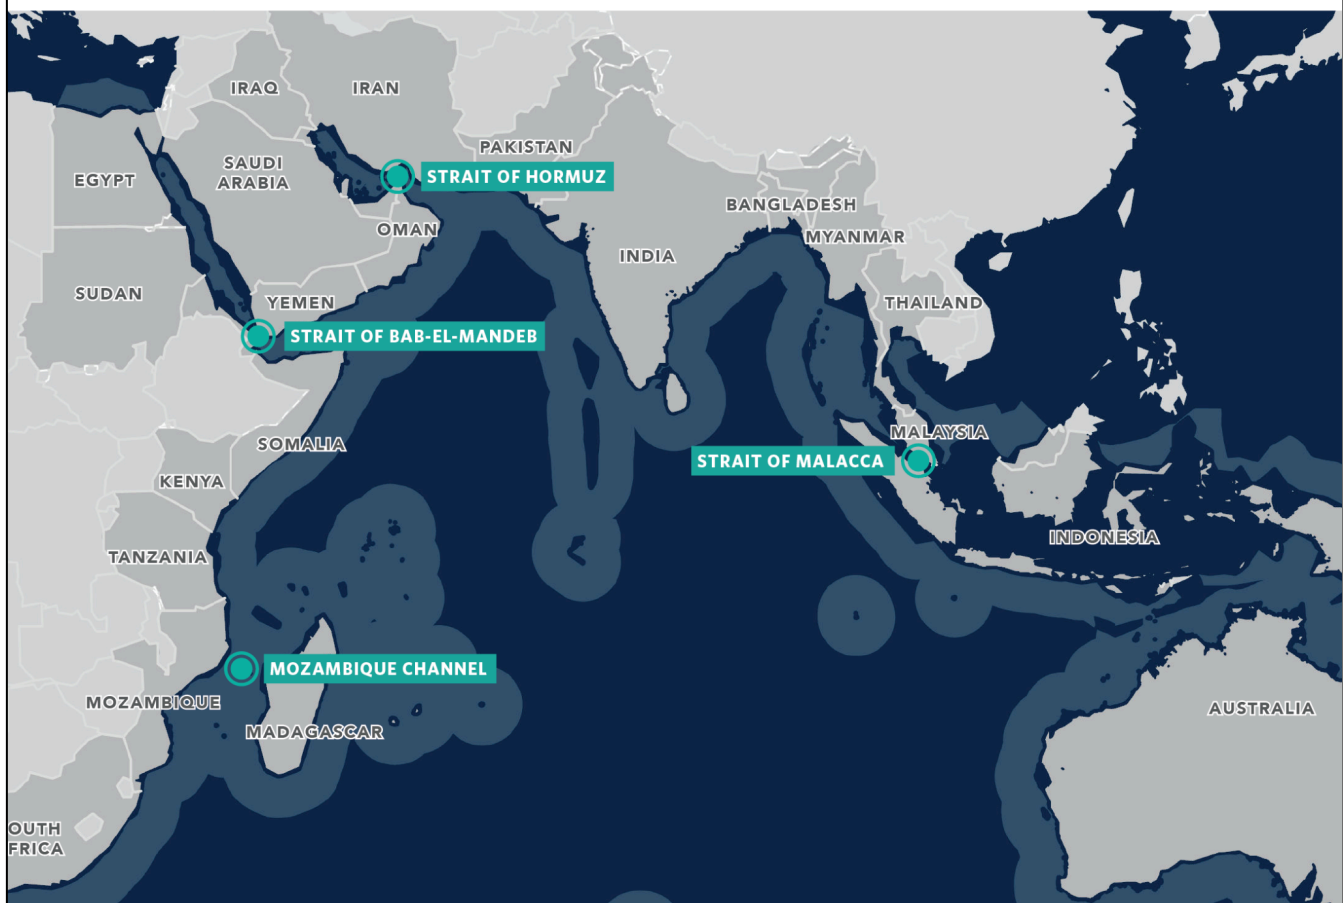 IRAQ
IRAN
PAKISTAN
SAUDI
ARABIA
EGYPT
STRAIT OF HORMUZ
BANGLADESH
OMAN
MYANMAR
INDIA
SUDAN
YEMEN
THAILAND
STRAIT OF BAB-EL-MANDEB
MALAYSIA
SOMALIA
STRAIT OF MALACCA
KENYA
INDONESIA
TANZANIA
MOZAMBIQUE CHANNEL
MOZAMBIQUE
AUSTRALIA
MADAGASCAR
OUTH
FRICA